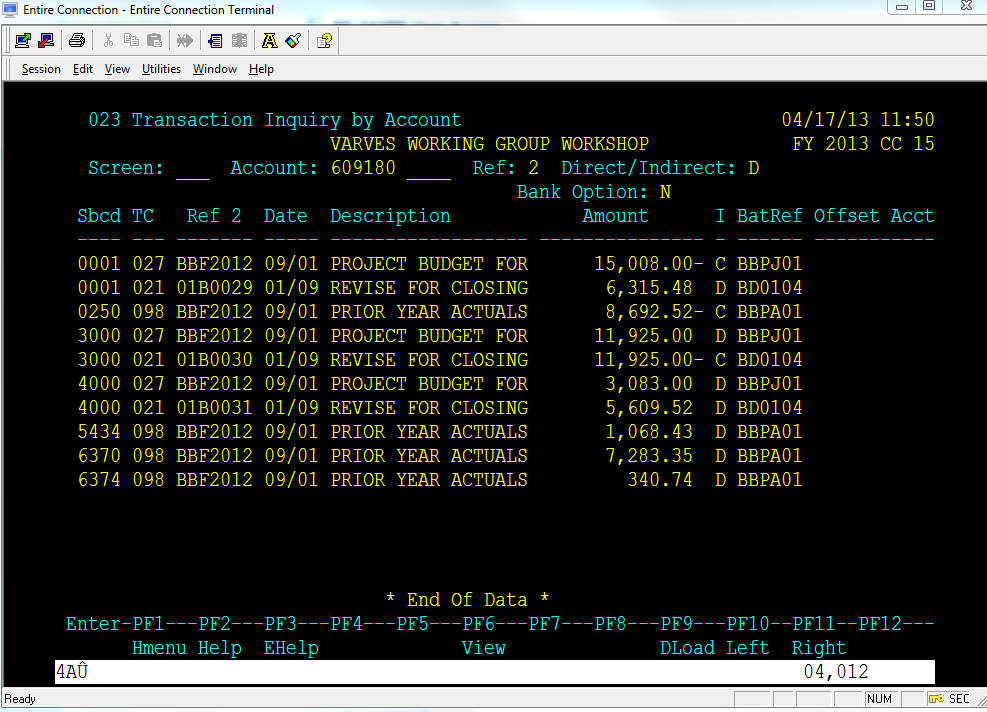 Entire Connection - Entire Connection Terminal
Session Edit View Utilities Window Help
023 Transaction Inquiry by Account 04/17/13 11:50
VARVES WORKING GROUP WORKSHOP FY 2013 CC 15
Screen: ___ Account: 609180 ____ Ref: 2 Direct/Indirect: D
Bank Option: N
Sbcd TC Ref 2 Date Description Amount I BatRef Offset Acct
---- --- ------- ----- ------------------ --------------- - ------ -----------
0001 027 BBF2012 09/01 PROJECT BUDGET FOR 15,008.00- C BBPJ01
0001 021 01B0029 01/09 REVISE FOR CLOSING 6,315.48 D BD0104
0250 098 BBF2012 09/01 PRIOR YEAR ACTUALS 8,692.52- C BBPA01
3000 027 BBF2012 09/01 PROJECT BUDGET FOR 11,925.00 D BBPJ01
3000 021 01B0030 01/09 REVISE FOR CLOSING 11,925.00- C BD0104
4000 027 BBF2012 09/01 PROJECT BUDGET FOR 3,083.00 D BBPJ01
4000 021 01B0031 01/09 REVISE FOR CLOSING 5,609.52 D BD0104
5434 098 BBF2012 09/01 PRIOR YEAR ACTUALS 1,068.43 D BBPA01
6370 098 BBF2012 09/01 PRIOR YEAR ACTUALS 7,283.35 D BBPA01
6374 098 BBF2012 09/01 PRIOR YEAR ACTUALS 340.74 D BBPA01
* End Of Data *
Enter-PF1---PF2---PF3---PF4---PF5---PF6---PF7---PF8---PF9---PF10--PF11--PF12---
Hmenu Help EHelp View DLoad Left Right
4AÛ 04,012
Ready NUM SEC